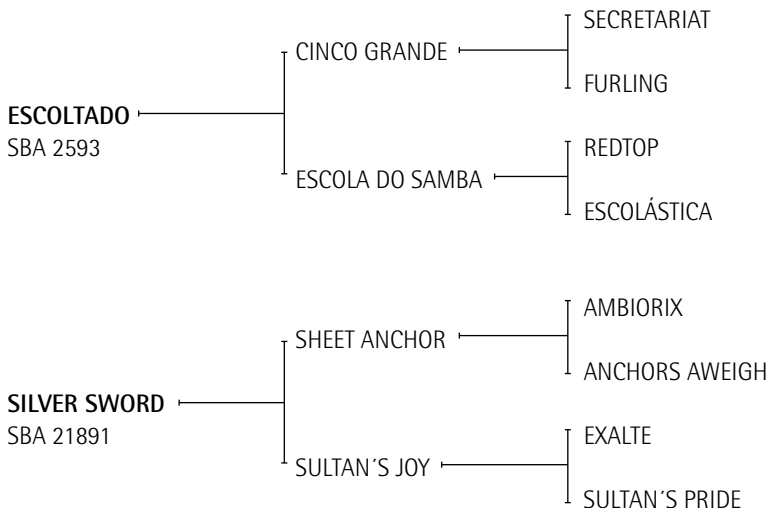 SECRETARIAT
CINCO GRANDE
FURLING
ESCOLTADO
SBA 2593
REDTOP
ESCOLA DO SAMBA
ESCOLÁSTICA
AMBIORIX
SHEET ANCHOR
ANCHORS AWEIGH
SILVER SWORD
SBA 21891
EXALTE
SULTAN´S JOY
SULTAN´S PRIDE